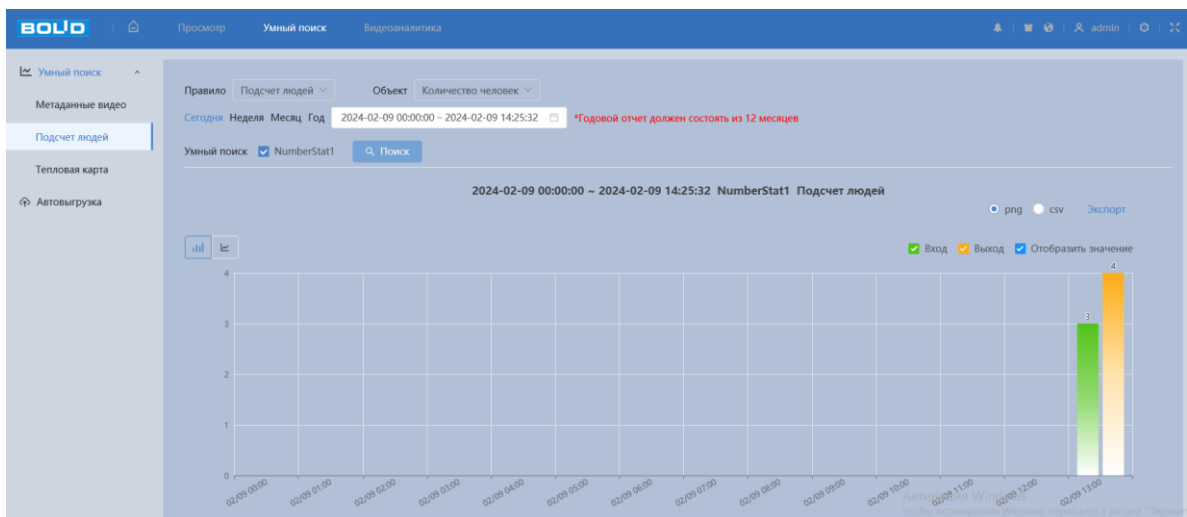 BOLID Просмотр Умный поиск Видеоаналитика admin
Умный поиск
Метаданные видео
Подсчет людей
Тепловая карта
Автовыгрузка
Правило Подсчет людей Объект Количество человек
Сегодня Неделя Месяц Год 2024-02-09 00:00:00 ~ 2024-02-09 14:25:32 *Годовой отчет должен состоять из 12 месяцев
Умный поиск NumberStat1 Поиск
2024-02-09 00:00:00 ~ 2024-02-09 14:25:32 NumberStat1 Подсчет людей
png csv Экспорт
Вход Выход Отобразить значение
4
4
3
3
2
1
0
02/09 00:00 02/09 01:00 02/09 02:00 02/09 03:00 02/09 04:00 02/09 05:00 02/09 06:00 02/09 07:00 02/09 08:00 02/09 09:00 02/09 10:00 02/09 11:00 02/09 12:00 02/09 13:00
Активация Windows
Чтобы активировать Windows, перейдите в раздел